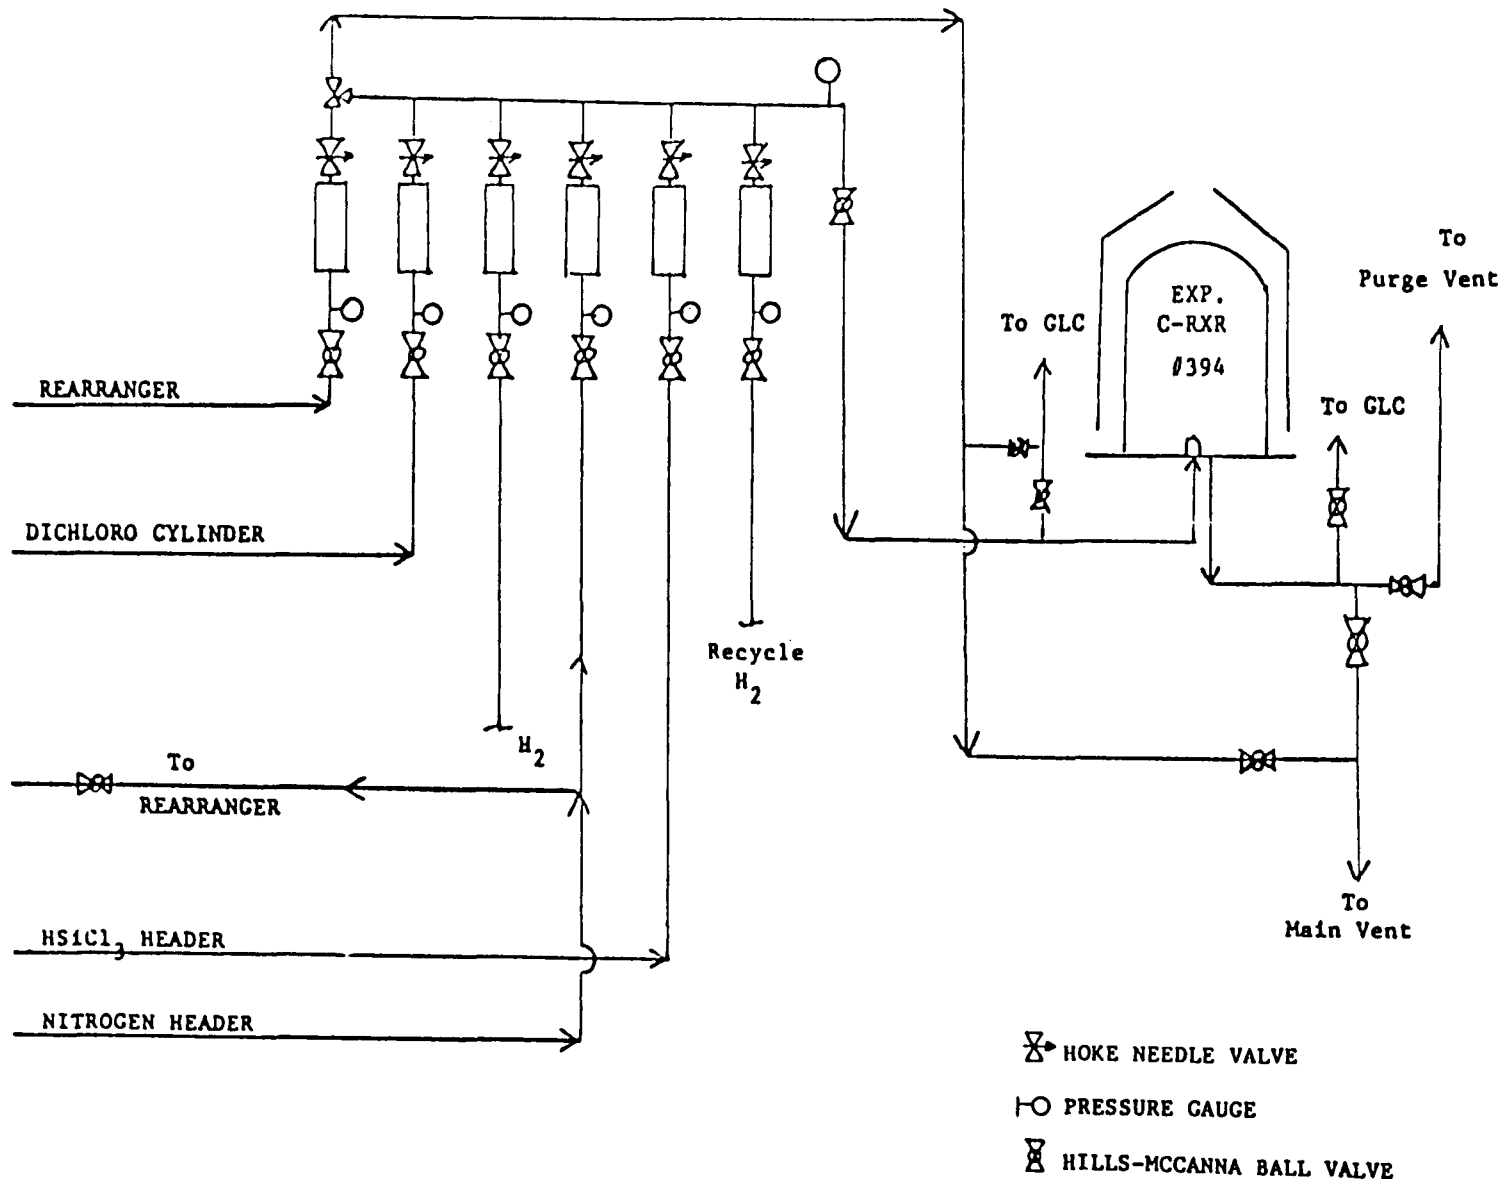 To
Purge Vent
EXP.
C-RXR
#394
To GLC
To GLC
REARRANGER
DICHLORO CYLINDER
Recycle
H2
H2
To
REARRANGER
To
Main Vent
HSiCl3 HEADER
NITROGEN HEADER
HOKE NEEDLE VALVE
PRESSURE GAUGE
HILLS-MCCANNA BALL VALVE